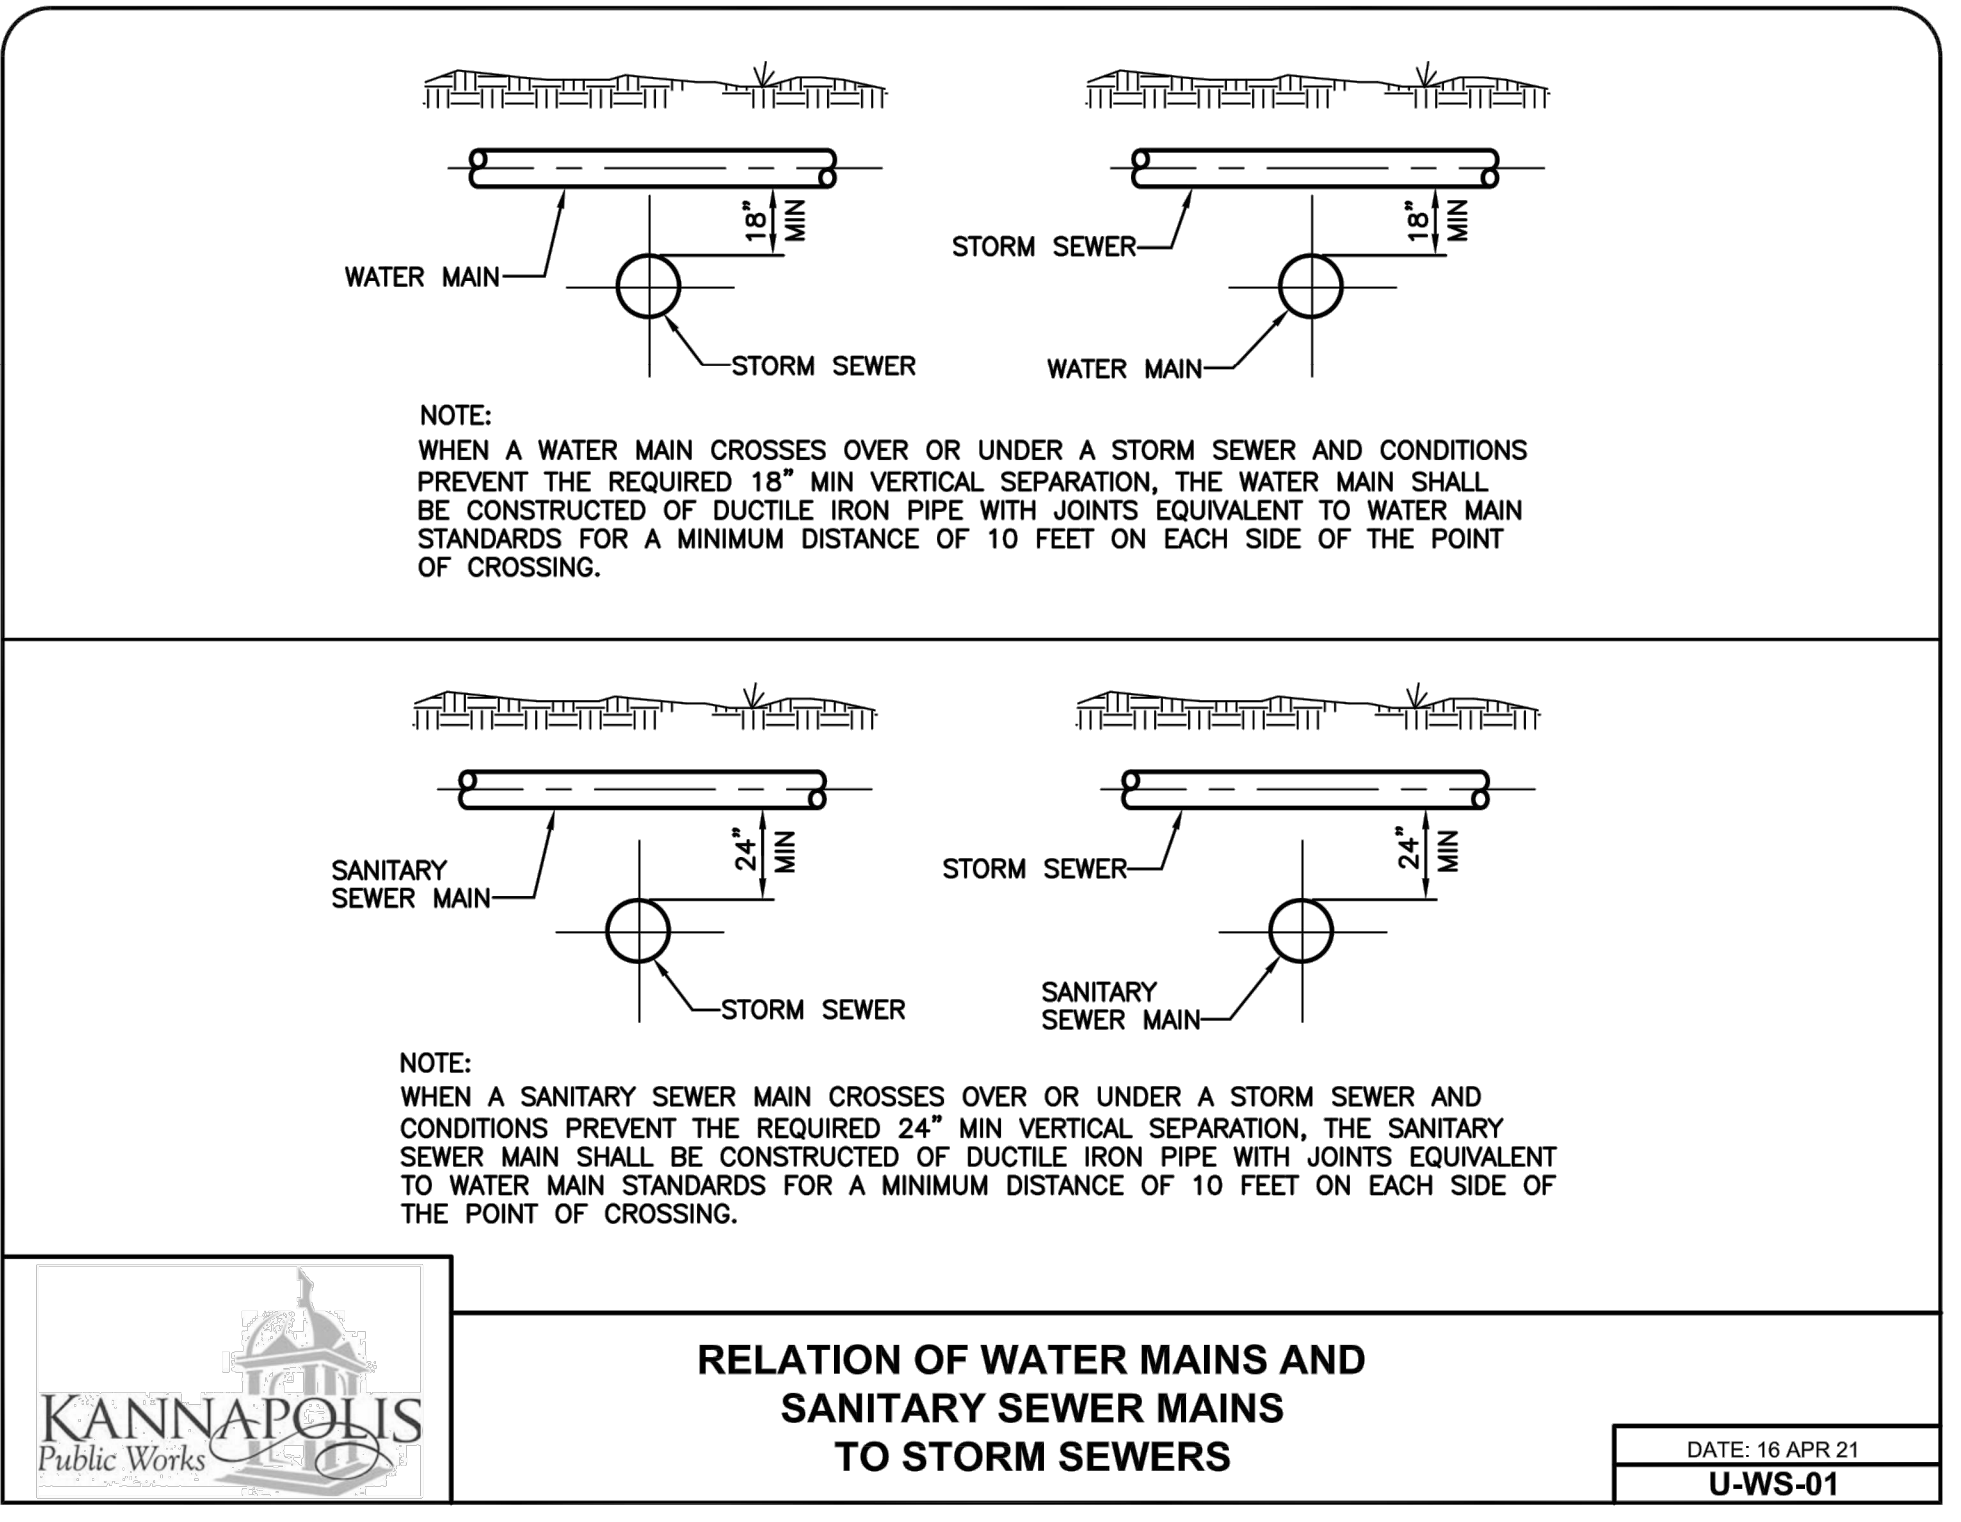 18” MIN
WATER MAIN
STORM SEWER
18” MIN
STORM SEWER
WATER MAIN
NOTE:
WHEN A WATER MAIN CROSSES OVER OR UNDER A STORM SEWER AND CONDITIONS
PREVENT THE REQUIRED 18” MIN VERTICAL SEPARATION, THE WATER MAIN SHALL
BE CONSTRUCTED OF DUCTILE IRON PIPE WITH JOINTS EQUIVALENT TO WATER MAIN
STANDARDS FOR A MINIMUM DISTANCE OF 10 FEET ON EACH SIDE OF THE POINT
OF CROSSING.
24” MIN
SANITARY
SEWER MAIN
STORM SEWER
24” MIN
STORM SEWER
SANITARY
SEWER MAIN
NOTE:
WHEN A SANITARY SEWER MAIN CROSSES OVER OR UNDER A STORM SEWER AND
CONDITIONS PREVENT THE REQUIRED 24” MIN VERTICAL SEPARATION, THE SANITARY
SEWER MAIN SHALL BE CONSTRUCTED OF DUCTILE IRON PIPE WITH JOINTS EQUIVALENT
TO WATER MAIN STANDARDS FOR A MINIMUM DISTANCE OF 10 FEET ON EACH SIDE OF
THE POINT OF CROSSING.
KANNAPOLIS
Public Works
RELATION OF WATER MAINS AND
SANITARY SEWER MAINS
TO STORM SEWERS
DATE: 16 APR 21
U-WS-01